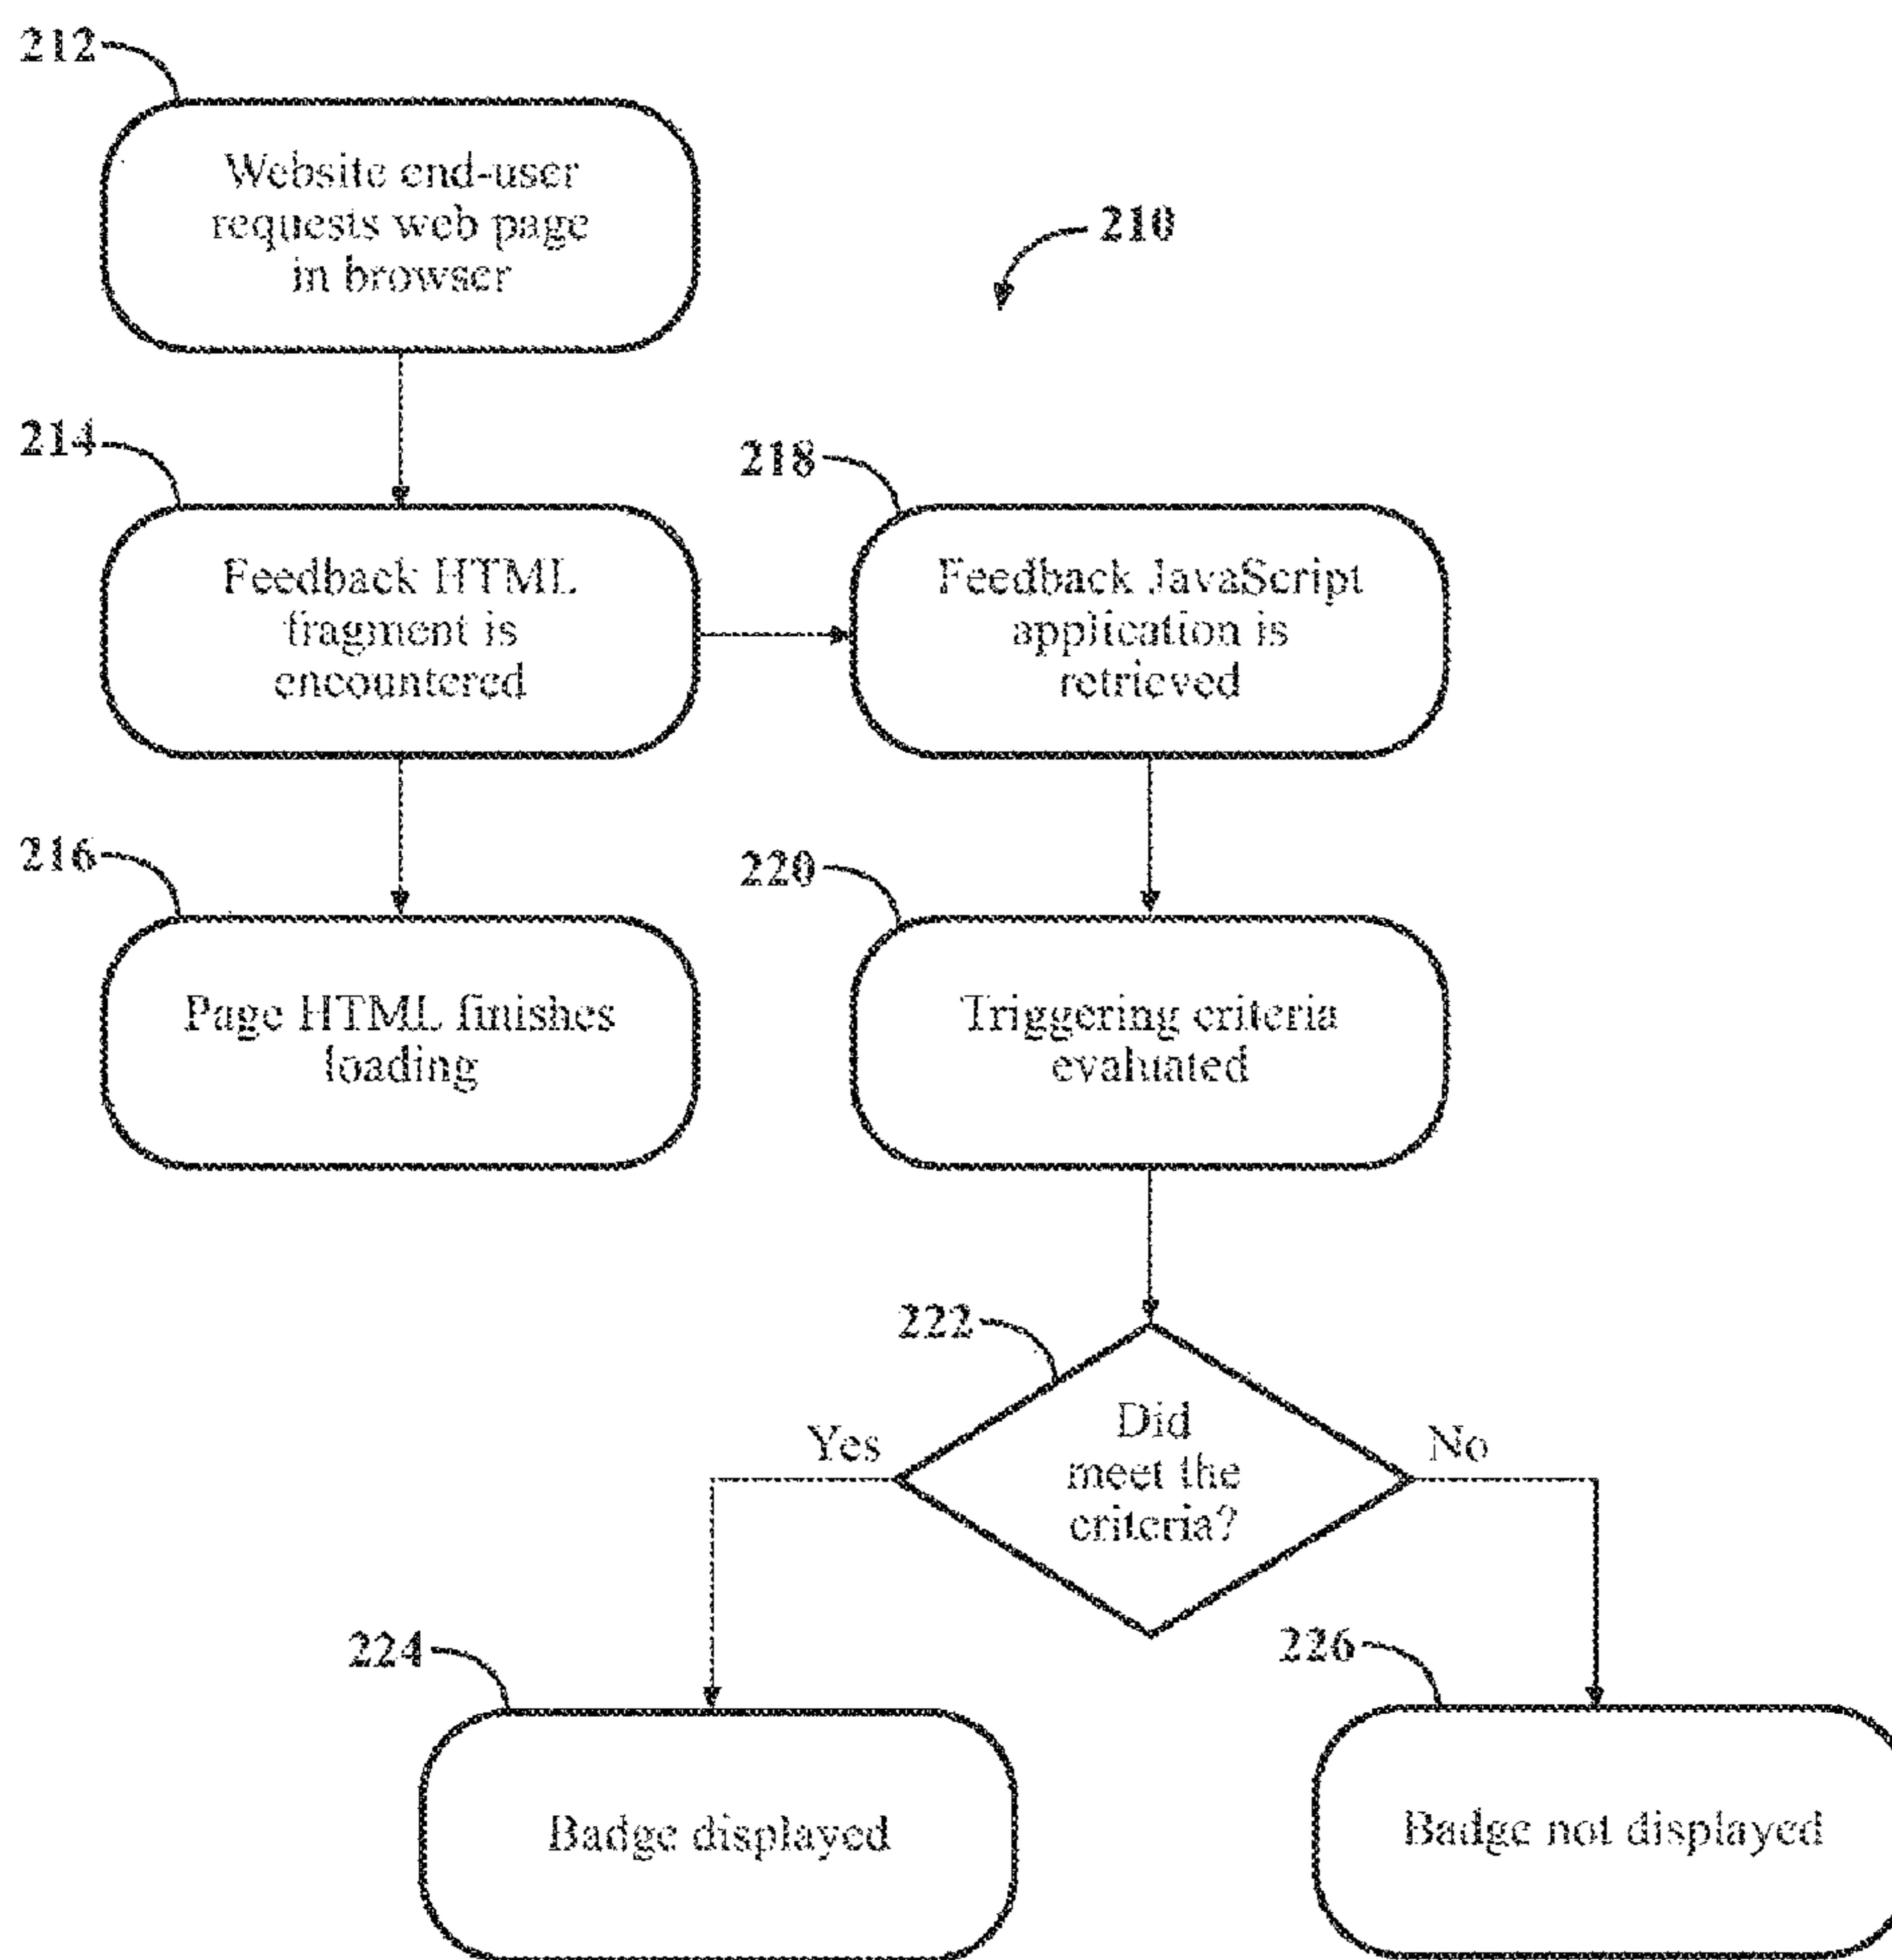 212
Website end-user
requests web page
in browser
210
214
Feedback HTML
fragment is
encountered
218
Feedback JavaScript
application is
retrieved
216
Page HTML finishes
loading
220
Triggering criteria
evaluated
222
Did
meet the
criteria?
Yes
No
224
Badge displayed
226
Badge not displayed